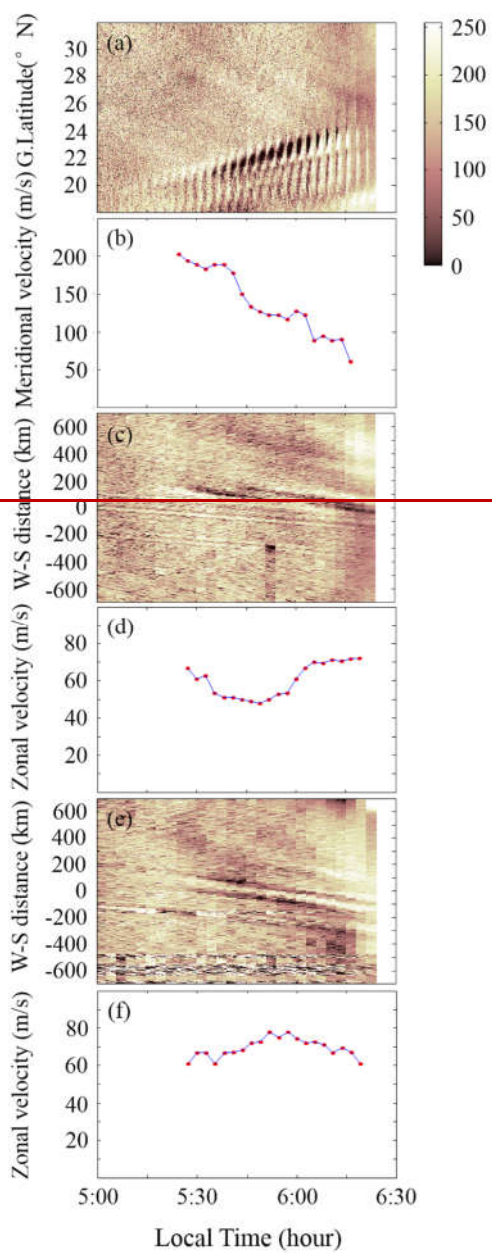 (a)
G.Latitude(° N)
32
30
28
26
24
22
20
250
200
150
100
50
0
(b)
Meridional velocity (m/s)
200
150
100
50
(c)
W-S distance (km)
600
400
200
0
-200
-400
-600
(d)
Zonal velocity (m/s)
80
60
40
20
(e)
W-S distance (km)
600
400
200
0
-200
-400
-600
(f)
Zonal velocity (m/s)
80
60
40
20
5:00 5:30 6:00 6:30
Local Time (hour)